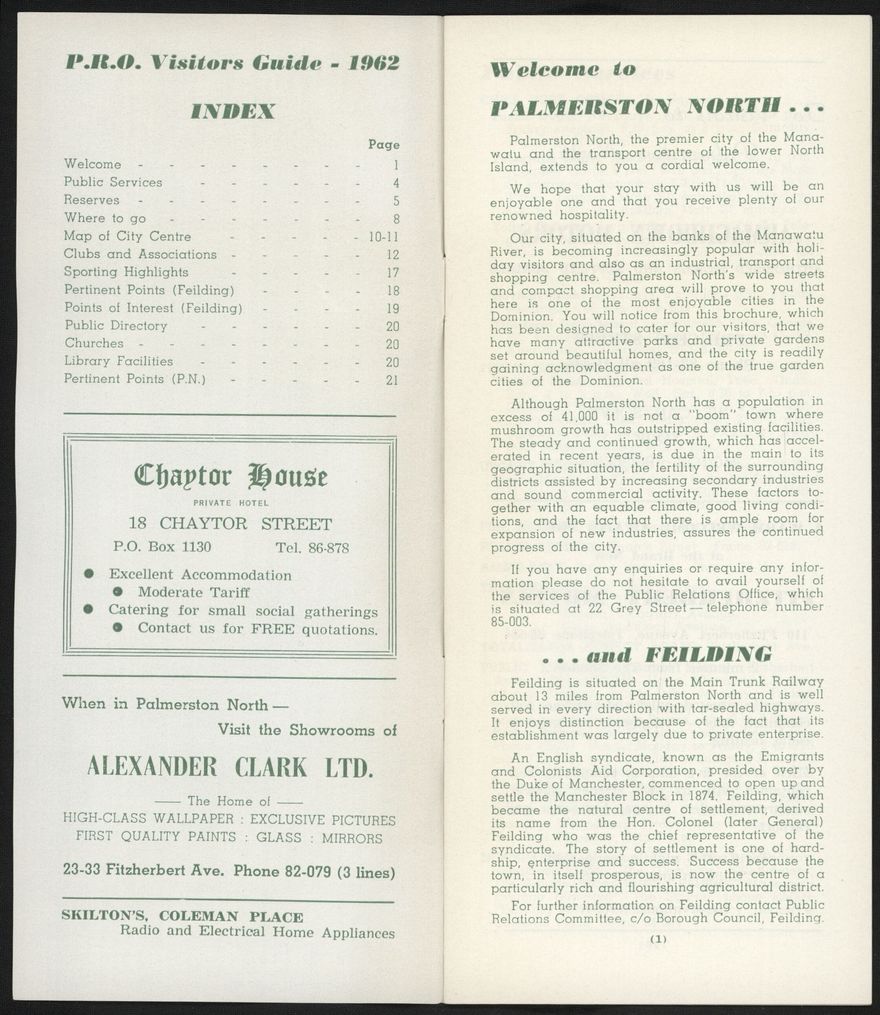 P.R.O. Visitors Guide - 1962
INDEX
Page
Welcome - - - - - - - - 1
Public Services - - - - - - 4
Reserves - - - - - - - - 5
Where to go - - - - - - - 8
Map of City Centre - - - - - 10-11
Clubs and Associations - - - - - 12
Sporting Highlights - - - - - 17
Pertinent Points (Feilding) - - - - - 18
Points of Interest (Feilding) - - - - 19
Public Directory - - - - - - 20
Churches - - - - - - - - 20
Library Facilities - - - - - - 20
Pertinent Points (P.N.) - - - - - 21
Chaytor House
PRIVATE HOTEL
18 CHAYTOR STREET
P.O. Box 1130 Tel. 86-878
● Excellent Accommodation
● Moderate Tariff
● Catering for small social gatherings
● Contact us for FREE quotations.
When in Palmerston North —
Visit the Showrooms of
ALEXANDER CLARK LTD.
—— The Home of ——
HIGH-CLASS WALLPAPER : EXCLUSIVE PICTURES
FIRST QUALITY PAINTS : GLASS : MIRRORS
23-33 Fitzherbert Ave. Phone 82-079 (3 lines)
SKILTON'S, COLEMAN PLACE
Radio and Electrical Home Appliances
Welcome to
PALMERSTON NORTH . . .
Palmerston North, the premier city of the Mana-
watu and the transport centre of the lower North
Island, extends to you a cordial welcome.
We hope that your stay with us will be an
enjoyable one and that you receive plenty of our
renowned hospitality.
Our city, situated on the banks of the Manawatu
River, is becoming increasingly popular with holi-
day visitors and also as an industrial, transport and
shopping centre. Palmerston North's wide streets
and compact shopping area will prove to you that
here is one of the most enjoyable cities in the
Dominion. You will notice from this brochure, which
has been designed to cater for our visitors, that we
have many attractive parks and private gardens
set around beautiful homes, and the city is readily
gaining acknowledgment as one of the true garden
cities of the Dominion.
Although Palmerston North has a population in
excess of 41,000 it is not a "boom" town where
mushroom growth has outstripped existing facilities.
The steady and continued growth, which has accel-
erated in recent years, is due in the main to its
geographic situation, the fertility of the surrounding
districts assisted by increasing secondary industries
and sound commercial activity. These factors to-
gether with an equable climate, good living condi-
tions, and the fact that there is ample room for
expansion of new industries, assures the continued
progress of the city.
If you have any enquiries or require any infor-
mation please do not hesitate to avail yourself of
the services of the Public Relations Office, which
is situated at 22 Grey Street — telephone number
85-003.
. . . and FEILDING
Feilding is situated on the Main Trunk Railway
about 13 miles from Palmerston North and is well
served in every direction with tar-sealed highways.
It enjoys distinction because of the fact that its
establishment was largely due to private enterprise.
An English syndicate, known as the Emigrants
and Colonists Aid Corporation, presided over by
the Duke of Manchester, commenced to open up and
settle the Manchester Block in 1874. Feilding, which
became the natural centre of settlement, derived
its name from the Hon. Colonel (later General)
Feilding who was the chief representative of the
syndicate. The story of settlement is one of hard-
ship, enterprise and success. Success because the
town, in itself prosperous, is now the centre of a
particularly rich and flourishing agricultural district.
For further information on Feilding contact Public
Relations Committee, c/o Borough Council, Feilding.
(1)